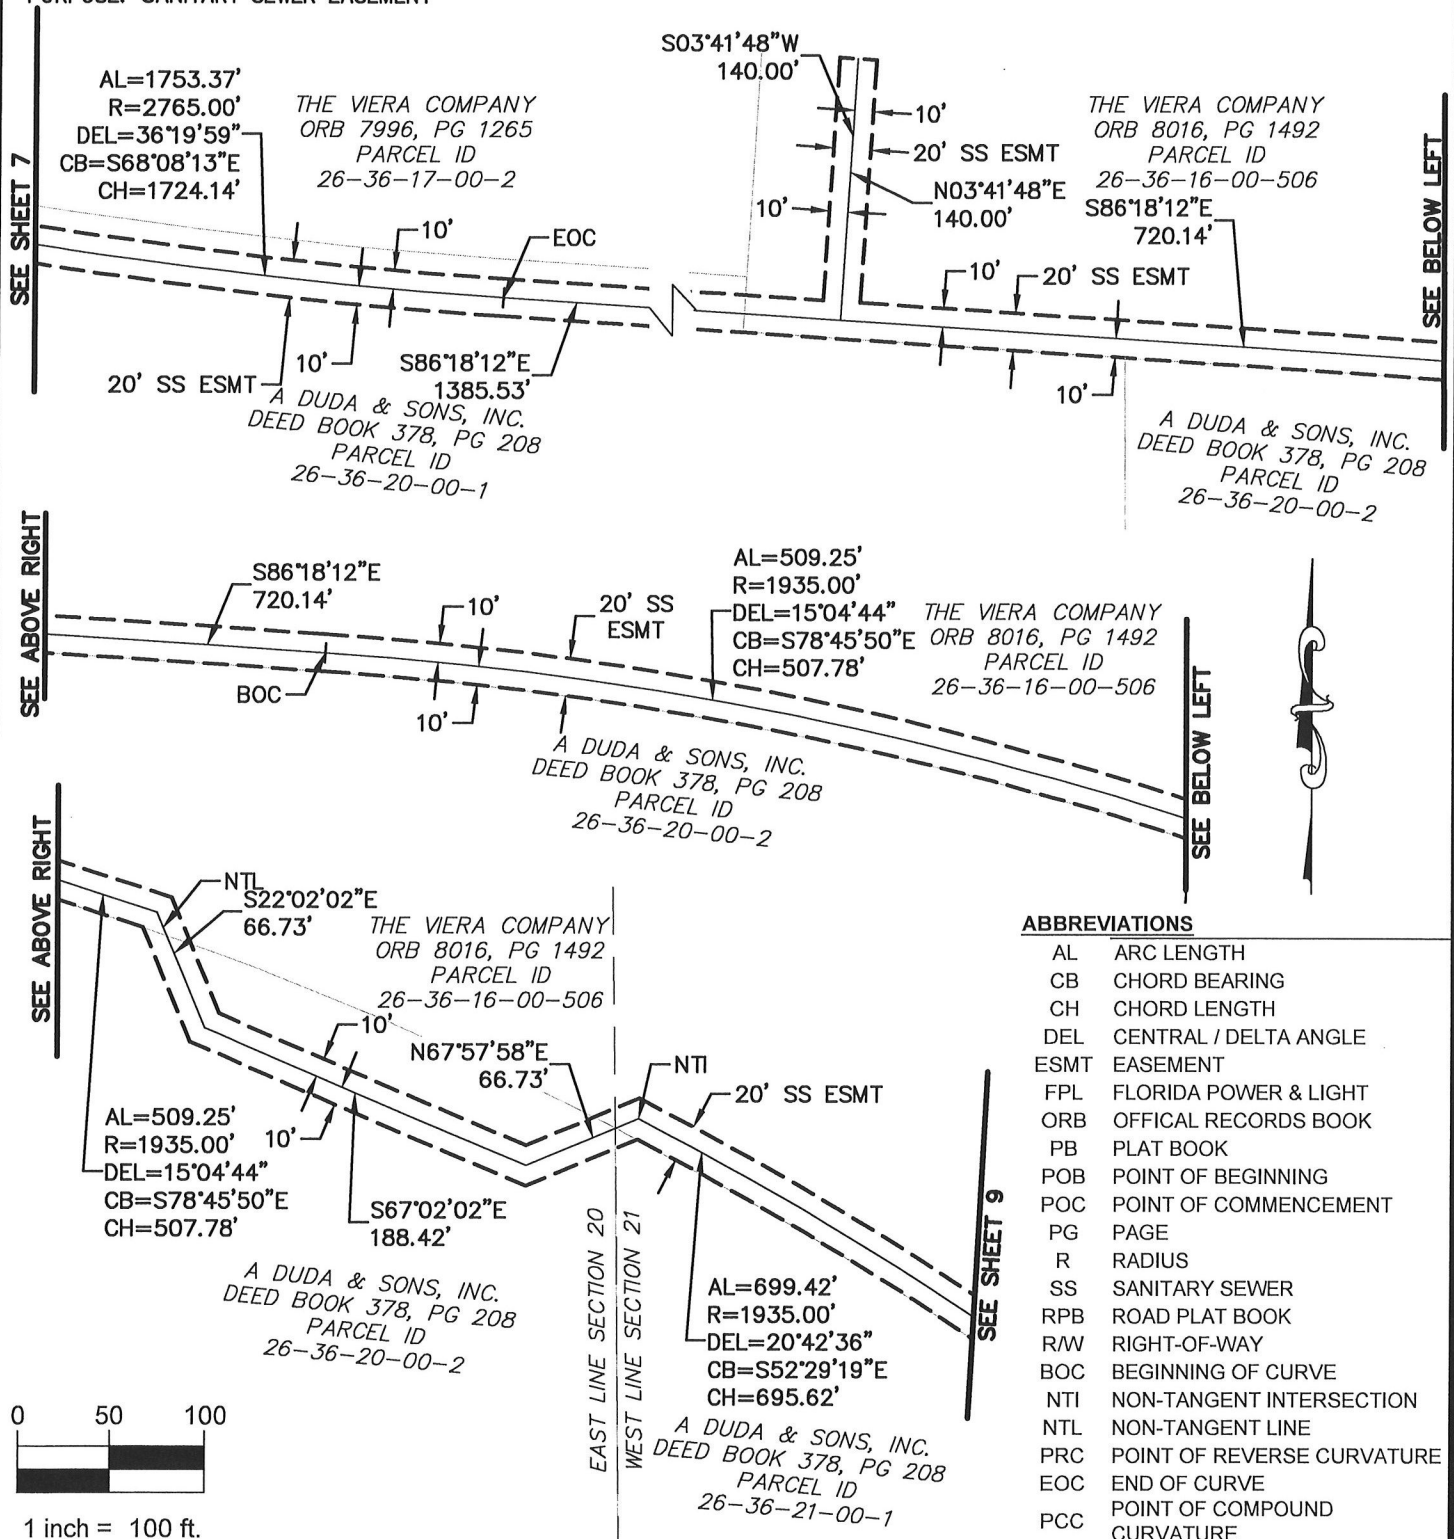 PURPOSE: SANITARY SEWER EASEMENT
SEE SHEET 7
AL=1753.37'
R=2765.00'
DEL=36°19'59"
CB=S68°08'13"E
CH=1724.14'
THE VIERA COMPANY
ORB 7996, PG 1265
PARCEL ID
26-36-17-00-2
10'
EOC
20' SS ESMT
10'
S86°18'12"E
1385.53'
A DUDA & SONS, INC.
DEED BOOK 378, PG 208
PARCEL ID
26-36-20-00-1
S03°41'48"W
140.00'
10'
20' SS ESMT
N03°41'48"E
140.00'
10'
THE VIERA COMPANY
ORB 8016, PG 1492
PARCEL ID
26-36-16-00-506
S86°18'12"E
720.14'
10'
20' SS ESMT
10'
A DUDA & SONS, INC.
DEED BOOK 378, PG 208
PARCEL ID
26-36-20-00-2
SEE BELOW LEFT
SEE ABOVE RIGHT
S86°18'12"E
720.14'
BOC
10'
10'
20' SS
ESMT
AL=509.25'
R=1935.00'
DEL=15°04'44"
CB=S78°45'50"E
CH=507.78'
THE VIERA COMPANY
ORB 8016, PG 1492
PARCEL ID
26-36-16-00-506
A DUDA & SONS, INC.
DEED BOOK 378, PG 208
PARCEL ID
26-36-20-00-2
SEE BELOW LEFT
SEE ABOVE RIGHT
NTL
S22°02'02"E
66.73'
THE VIERA COMPANY
ORB 8016, PG 1492
PARCEL ID
26-36-16-00-506
10'
N67°57'58"E
66.73'
NTI
20' SS ESMT
AL=509.25'
R=1935.00'
DEL=15°04'44"
CB=S78°45'50"E
CH=507.78'
10'
S67°02'02"E
188.42'
A DUDA & SONS, INC.
DEED BOOK 378, PG 208
PARCEL ID
26-36-20-00-2
EAST LINE SECTION 20
WEST LINE SECTION 21
AL=699.42'
R=1935.00'
DEL=20°42'36"
CB=S52°29'19"E
CH=695.62'
A DUDA & SONS, INC.
DEED BOOK 378, PG 208
PARCEL ID
26-36-21-00-1
SEE SHEET 9
0 50 100
1 inch = 100 ft.
ABBREVIATIONS
AL ARC LENGTH
CB CHORD BEARING
CH CHORD LENGTH
DEL CENTRAL / DELTA ANGLE
ESMT EASEMENT
FPL FLORIDA POWER & LIGHT
ORB OFFICAL RECORDS BOOK
PB PLAT BOOK
POB POINT OF BEGINNING
POC POINT OF COMMENCEMENT
PG PAGE
R RADIUS
SS SANITARY SEWER
RPB ROAD PLAT BOOK
R/W RIGHT-OF-WAY
BOC BEGINNING OF CURVE
NTI NON-TANGENT INTERSECTION
NTL NON-TANGENT LINE
PRC POINT OF REVERSE CURVATURE
EOC END OF CURVE
PCC POINT OF COMPOUND
CURVATURE